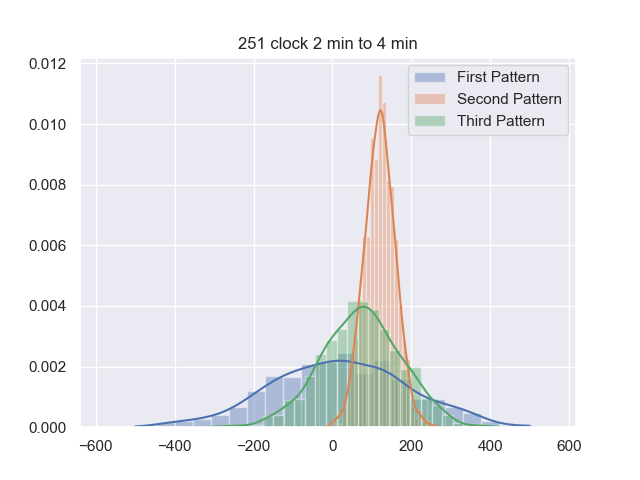 251 clock 2 min to 4 min
First Pattern
Second Pattern
Third Pattern
0.012
0.010
0.008
0.006
0.004
0.002
0.000
−600 −400 −200 0 200 400 600